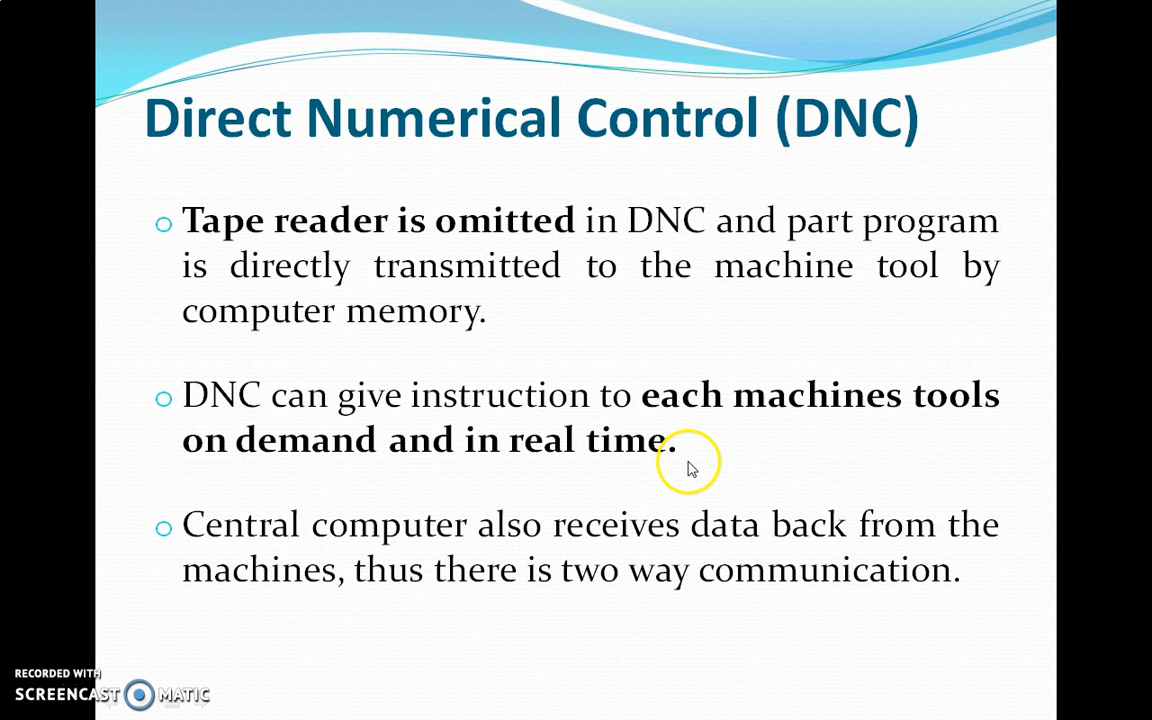 Direct Numerical Control (DNC)
Tape reader is omitted in DNC and part program
is directly transmitted to the machine tool by
computer memory.
DNC can give instruction to each machines tools
on demand and in real time.
Central computer also receives data back from the
machines, thus there is two way communication.
RECORDED WITH
SCREENCAST MATIC